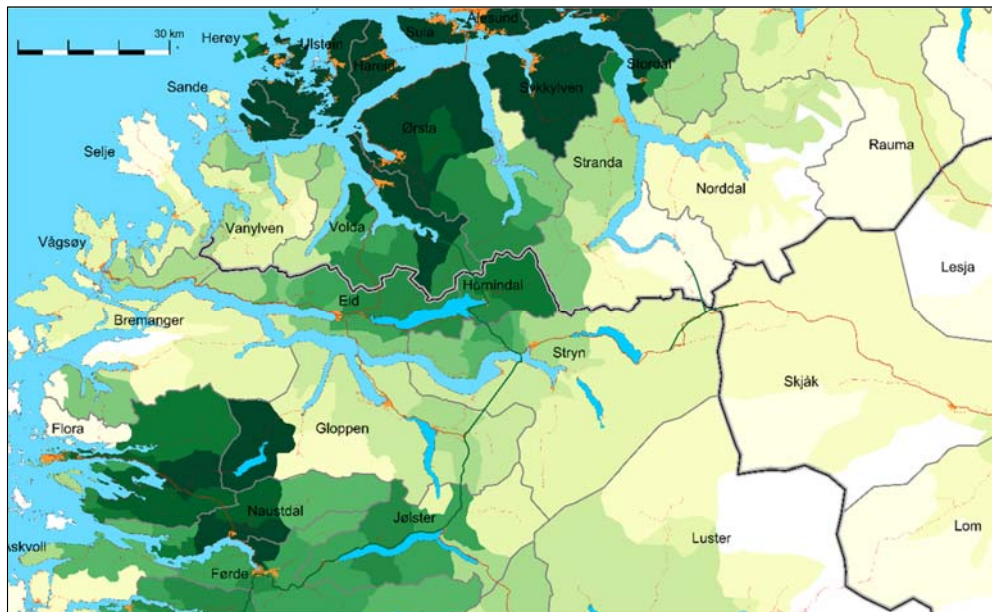 Ålesund
30 km
Herøy
Sula
Ulstein
Hareid
Stordal
Sykkylven
Sande
Ørsta
Rauma
Selje
Stranda
Norddal
Vanylven
Volda
Vågsøy
Lesja
Hornindal
Eid
Bremanger
Stryn
Skjåk
Flora
Gloppen
Naustdal
Jølster
Lom
Luster
Askvoll
Førde